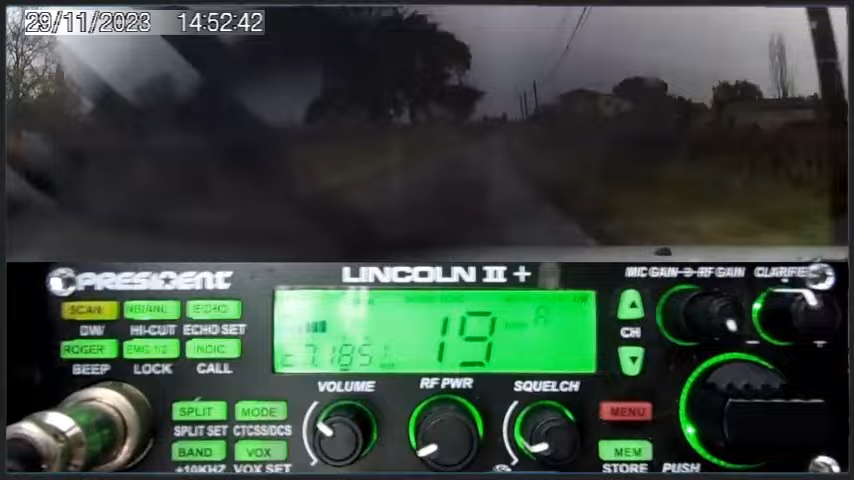 29/11/2023 14:52:42
PRESIDENT LINCOLN II +
MIC GAIN RF GAIN CLARIFIER
SCAN NB/ANL ECHO
DW HI-CUT ECHO SET
ROGER EMG 1/2 INDIC
BEEP LOCK CALL
19
CH
VOLUME RF PWR SQUELCH
SPLIT MODE MENU
SPLIT SET CTCSS/DCS
BAND VOX MEM
+10KHZ VOX SET STORE PUSH